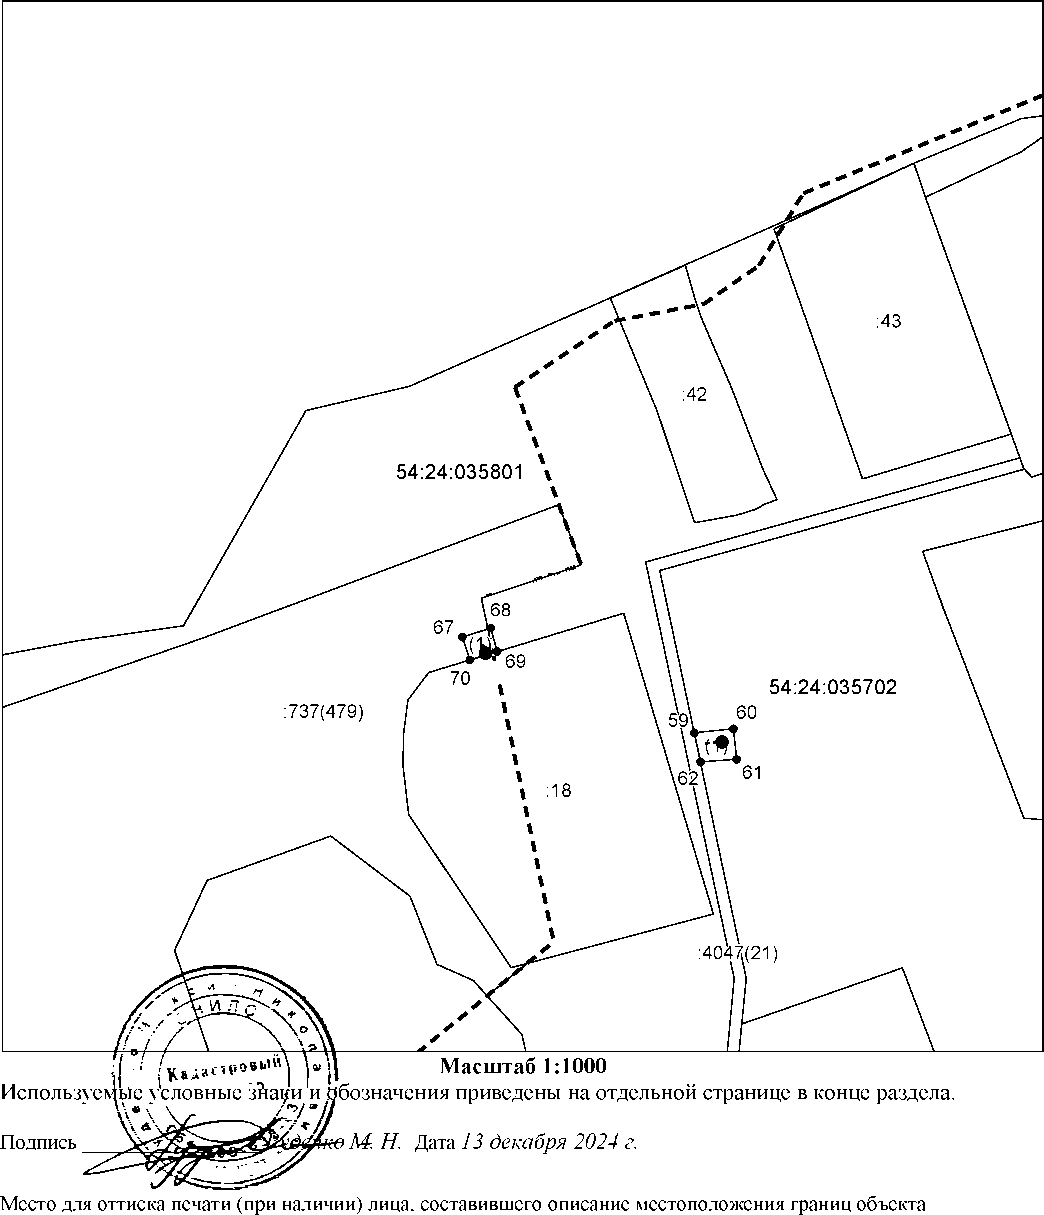 :43
:42
54:24:035801
68
67
(1)
69
70
54:24:035702
:737(479)
59
60
(1)
62
61
:18
:4047(21)
Масштаб 1:1000
Используемые условные знаки и обозначения приведены на отдельной странице в конце раздела.
Подпись М. Н. Дата 13 декабря 2024 г.
Место для оттиска печати (при наличии) лица, составившего описание местоположения границ объекта
СНИЛС
Кадастровый